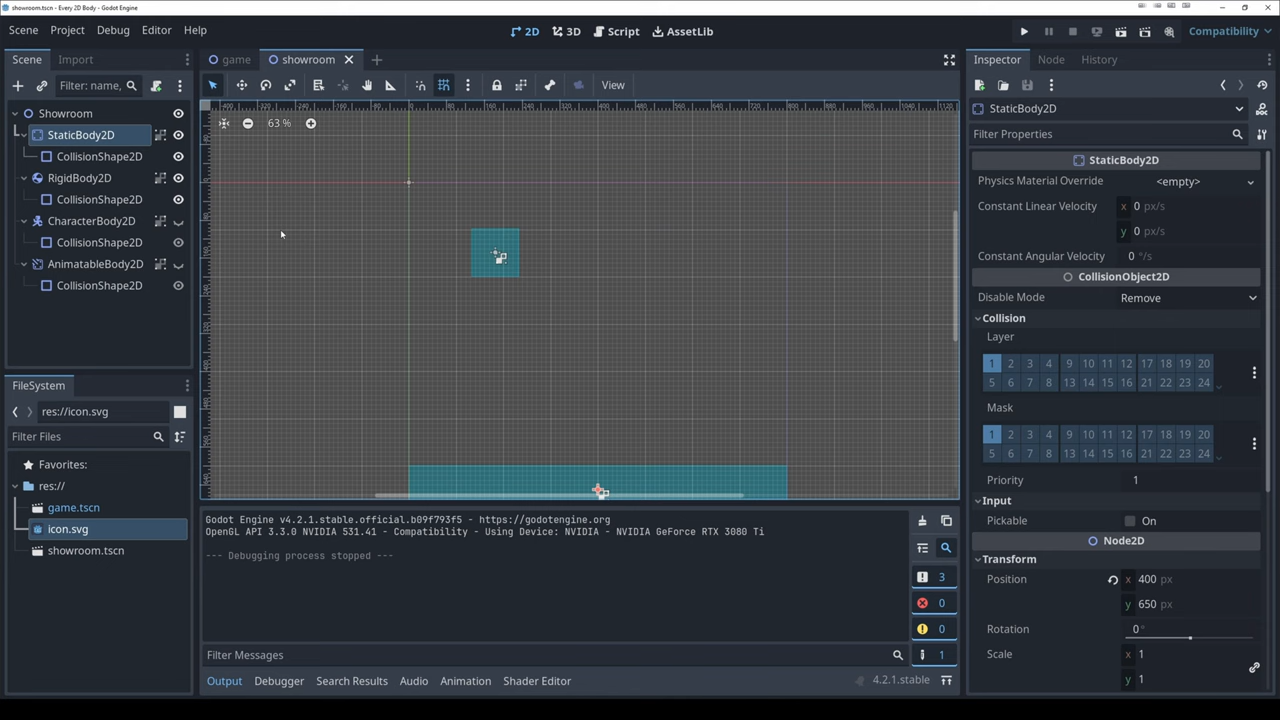 showroom.tscn - Every 2D Body - Godot Engine
Scene Project Debug Editor Help
2D 3D Script AssetLib
Compatibility
Scene Import
game showroom
Inspector Node History
Filter: name,
View
Showroom
StaticBody2D
CollisionShape2D
RigidBody2D
CollisionShape2D
CharacterBody2D
CollisionShape2D
AnimatableBody2D
CollisionShape2D
63 %
StaticBody2D
Filter Properties
StaticBody2D
Physics Material Override <empty>
Constant Linear Velocity x 0 px/s
y 0 px/s
Constant Angular Velocity 0 °/s
CollisionObject2D
Disable Mode Remove
Collision
Layer
1 2 3 4 9 10 11 12 17 18 19 20
5 6 7 8 13 14 15 16 21 22 23 24
Mask
1 2 3 4 9 10 11 12 17 18 19 20
5 6 7 8 13 14 15 16 21 22 23 24
Priority 1
Input
Pickable On
Node2D
Transform
Position x 400 px
y 650 px
Rotation 0 °
Scale x 1
y 1
FileSystem
res://icon.svg
Filter Files
Favorites:
res://
game.tscn
icon.svg
showroom.tscn
Godot Engine v4.2.1.stable.official.b09f793f5 - https://godotengine.org
OpenGL API 3.3.0 NVIDIA 531.41 - Compatibility - Using Device: NVIDIA - NVIDIA GeForce RTX 3080 Ti
--- Debugging process stopped ---
3
0
0
1
Filter Messages
Output Debugger Search Results Audio Animation Shader Editor
4.2.1.stable